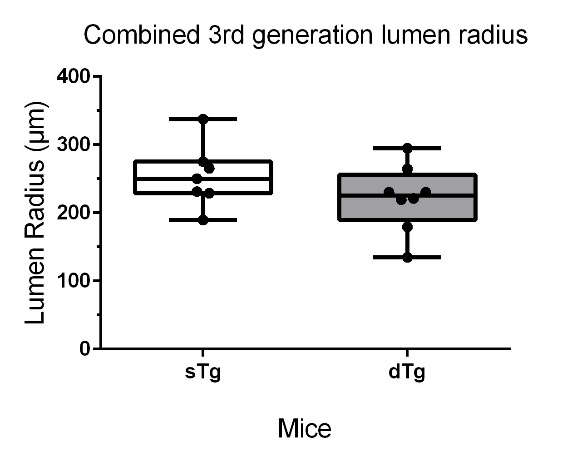 Combined 3rd generation lumen radius
Lumen Radius (µm)
400
300
200
100
0
sTg dTg
Mice